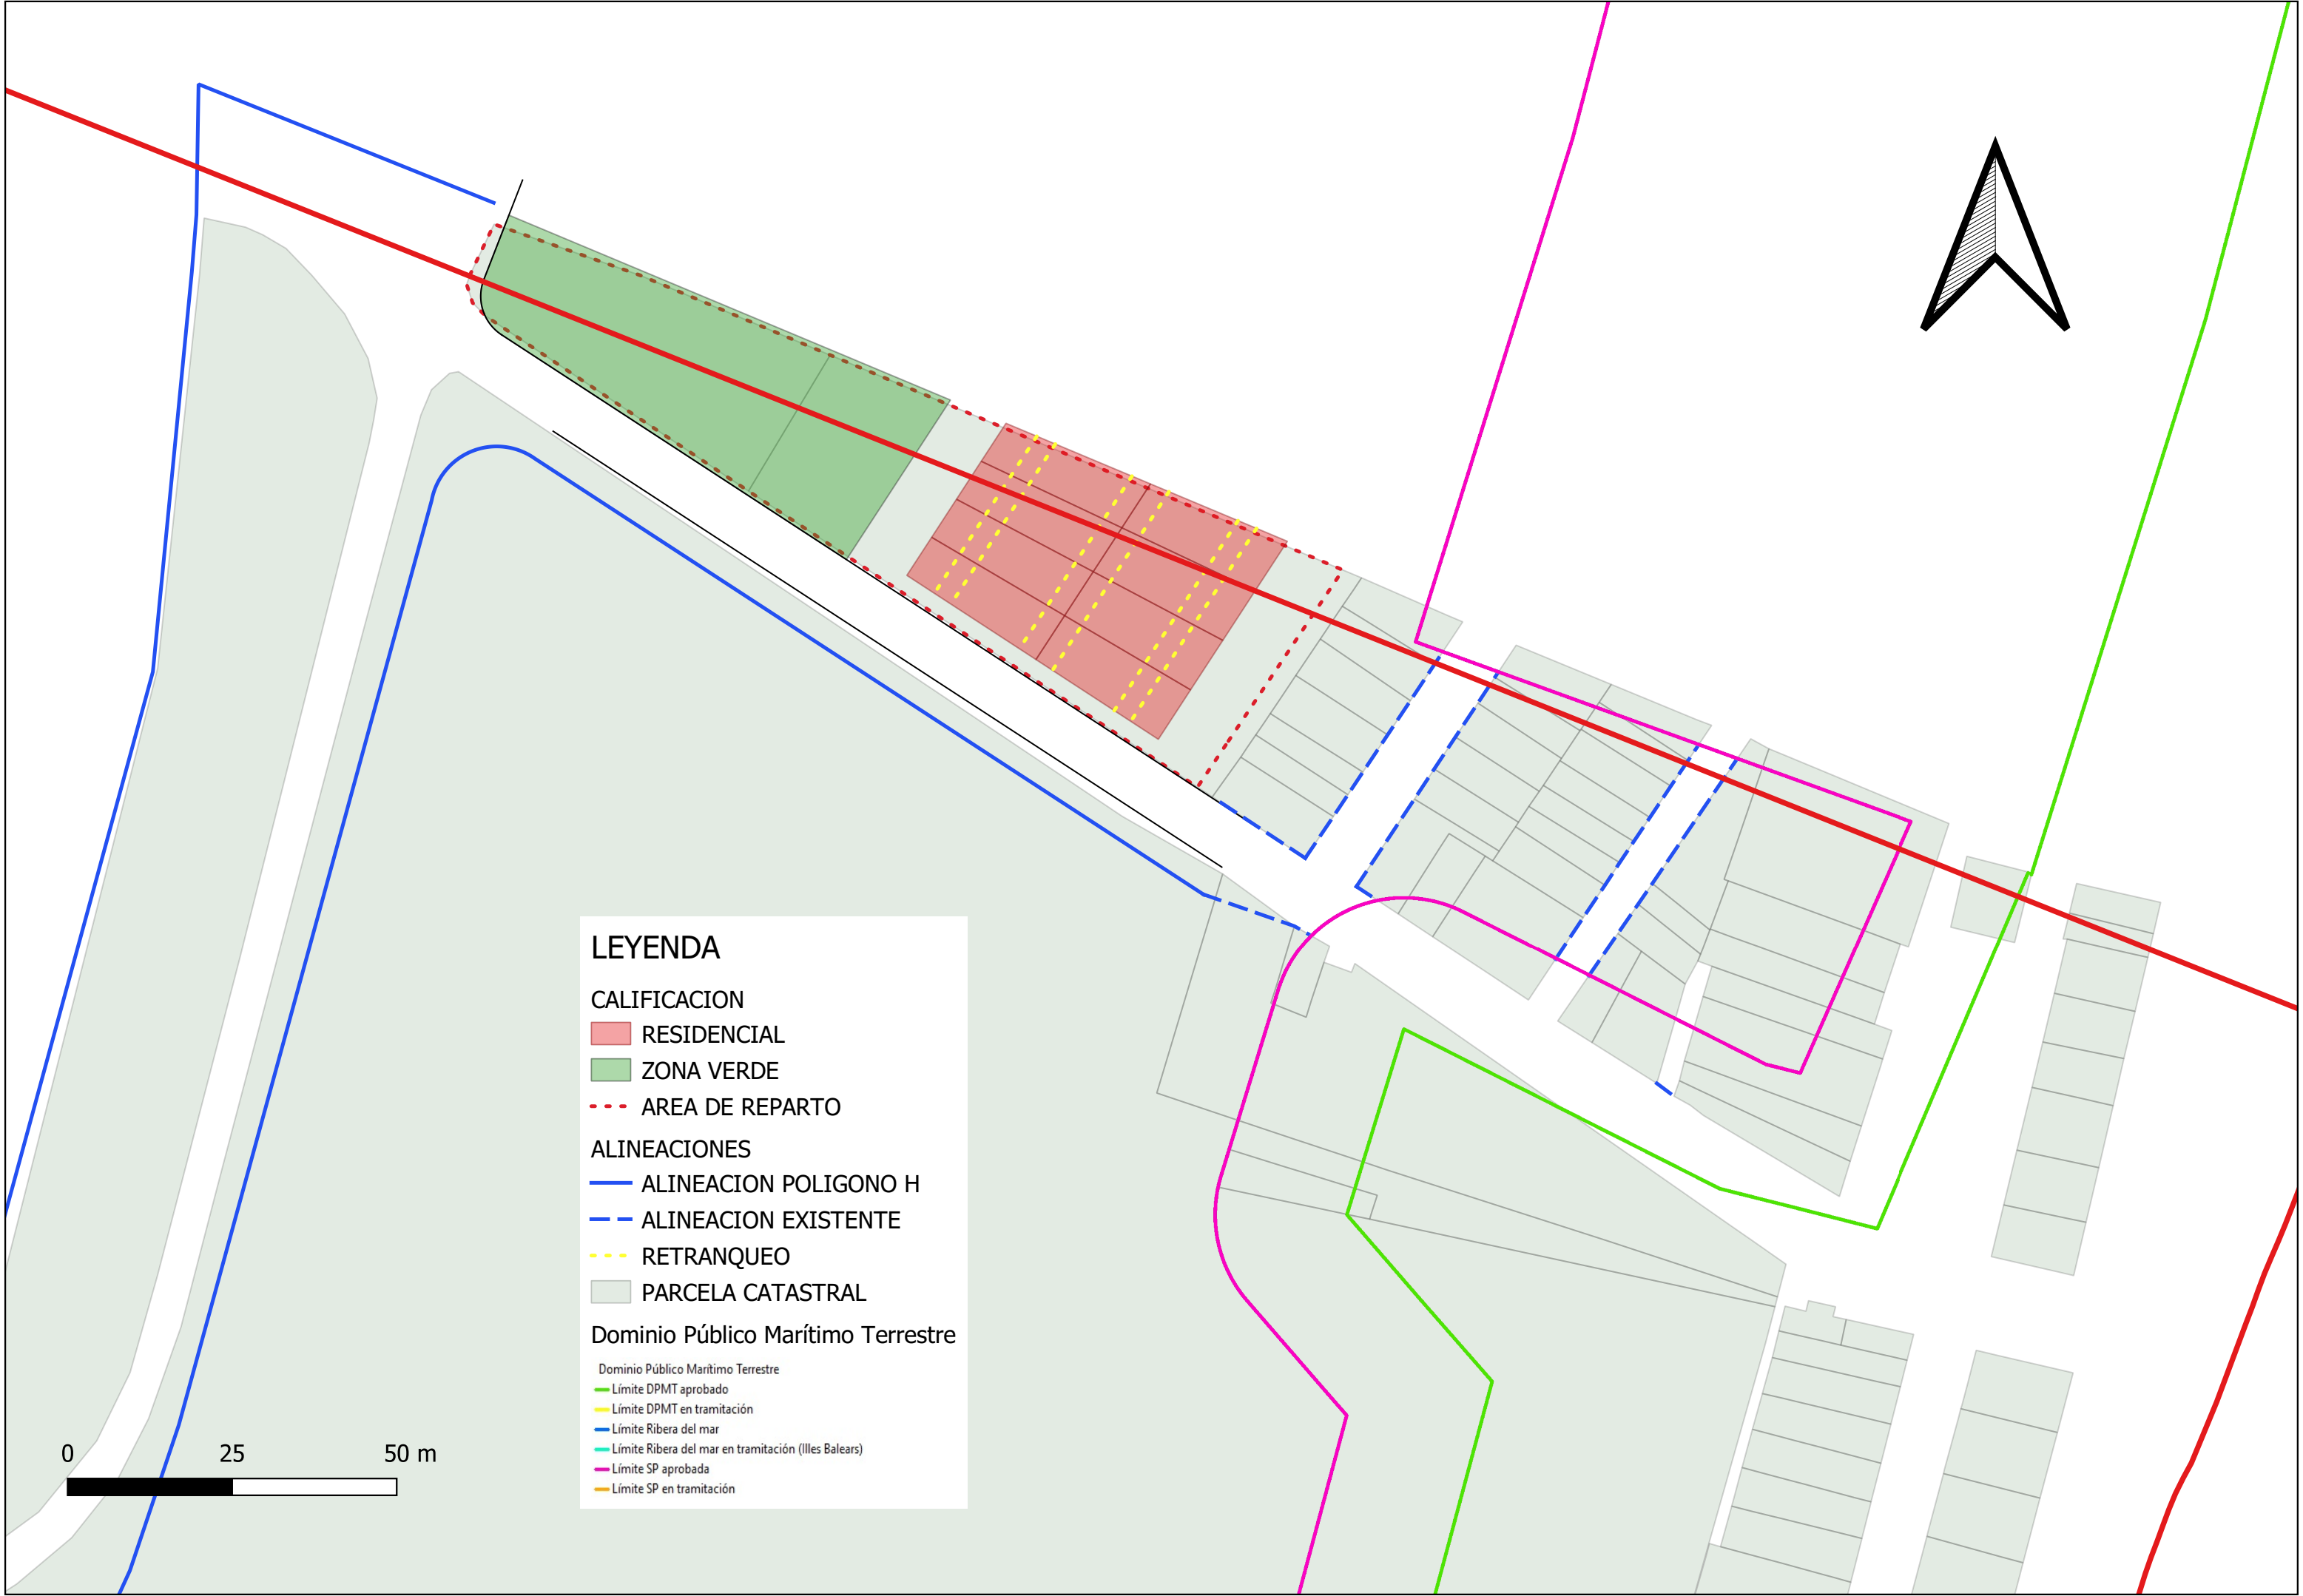 LEYENDA
CALIFICACION
RESIDENCIAL
ZONA VERDE
AREA DE REPARTO
ALINEACIONES
ALINEACION POLIGONO H
ALINEACION EXISTENTE
RETRANQUEO
PARCELA CATASTRAL
Dominio Público Marítimo Terrestre
Dominio Público Marítimo Terrestre
Límite DPMT aprobado
Límite DPMT en tramitación
Límite Ribera del mar
Límite Ribera del mar en tramitación (Illes Balears)
Límite SP aprobada
Límite SP en tramitación
0 25 50 m